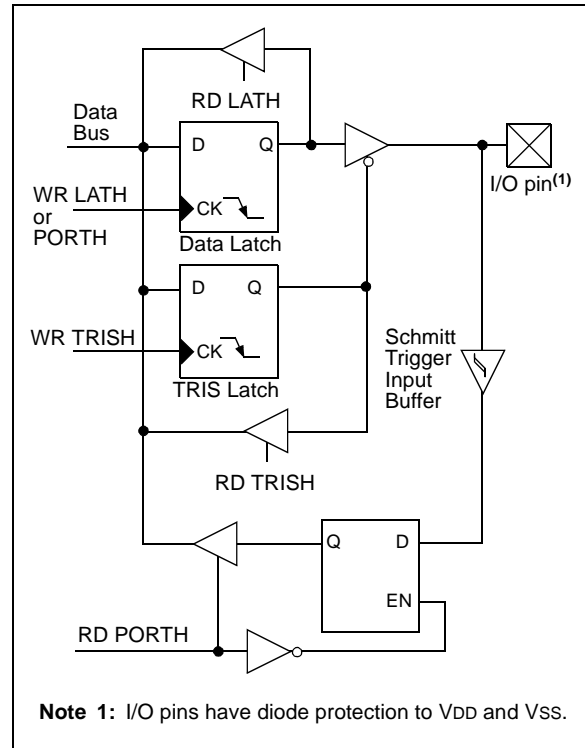 RD LATH
Data
Bus
D Q
I/O pin(1)
WR LATH
or
PORTH
CK
Data Latch
D Q
WR TRISH
CK
TRIS Latch
Schmitt
Trigger
Input
Buffer
RD TRISH
Q D
EN
RD PORTH
Note 1: I/O pins have diode protection to VDD and VSS.